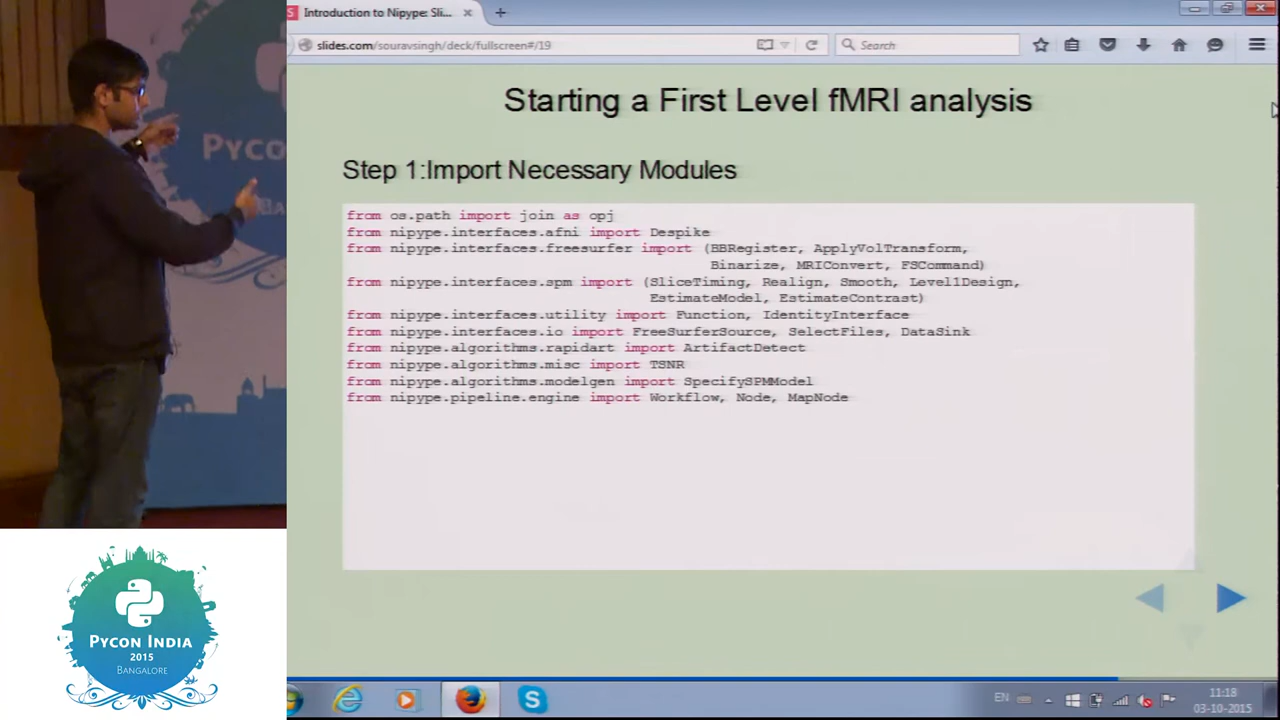 Introduction to Nipype: Sli...
slides.com/souravsingh/deck/fullscreen#/19
Search
Starting a First Level fMRI analysis
Step 1:Import Necessary Modules
from os.path import join as opj
from nipype.interfaces.afni import Despike
from nipype.interfaces.freesurfer import (BBRegister, ApplyVolTransform,
Binarize, MRIConvert, FSCommand)
from nipype.interfaces.spm import (SliceTiming, Realign, Smooth, Level1Design,
EstimateModel, EstimateContrast)
from nipype.interfaces.utility import Function, IdentityInterface
from nipype.interfaces.io import FreeSurferSource, SelectFiles, DataSink
from nipype.algorithms.rapidart import ArtifactDetect
from nipype.algorithms.misc import TSNR
from nipype.algorithms.modelgen import SpecifySPMModel
from nipype.pipeline.engine import Workflow, Node, MapNode
PYCO
PYCON INDIA
2015
BANGALORE
EN
11:18
03-10-2015